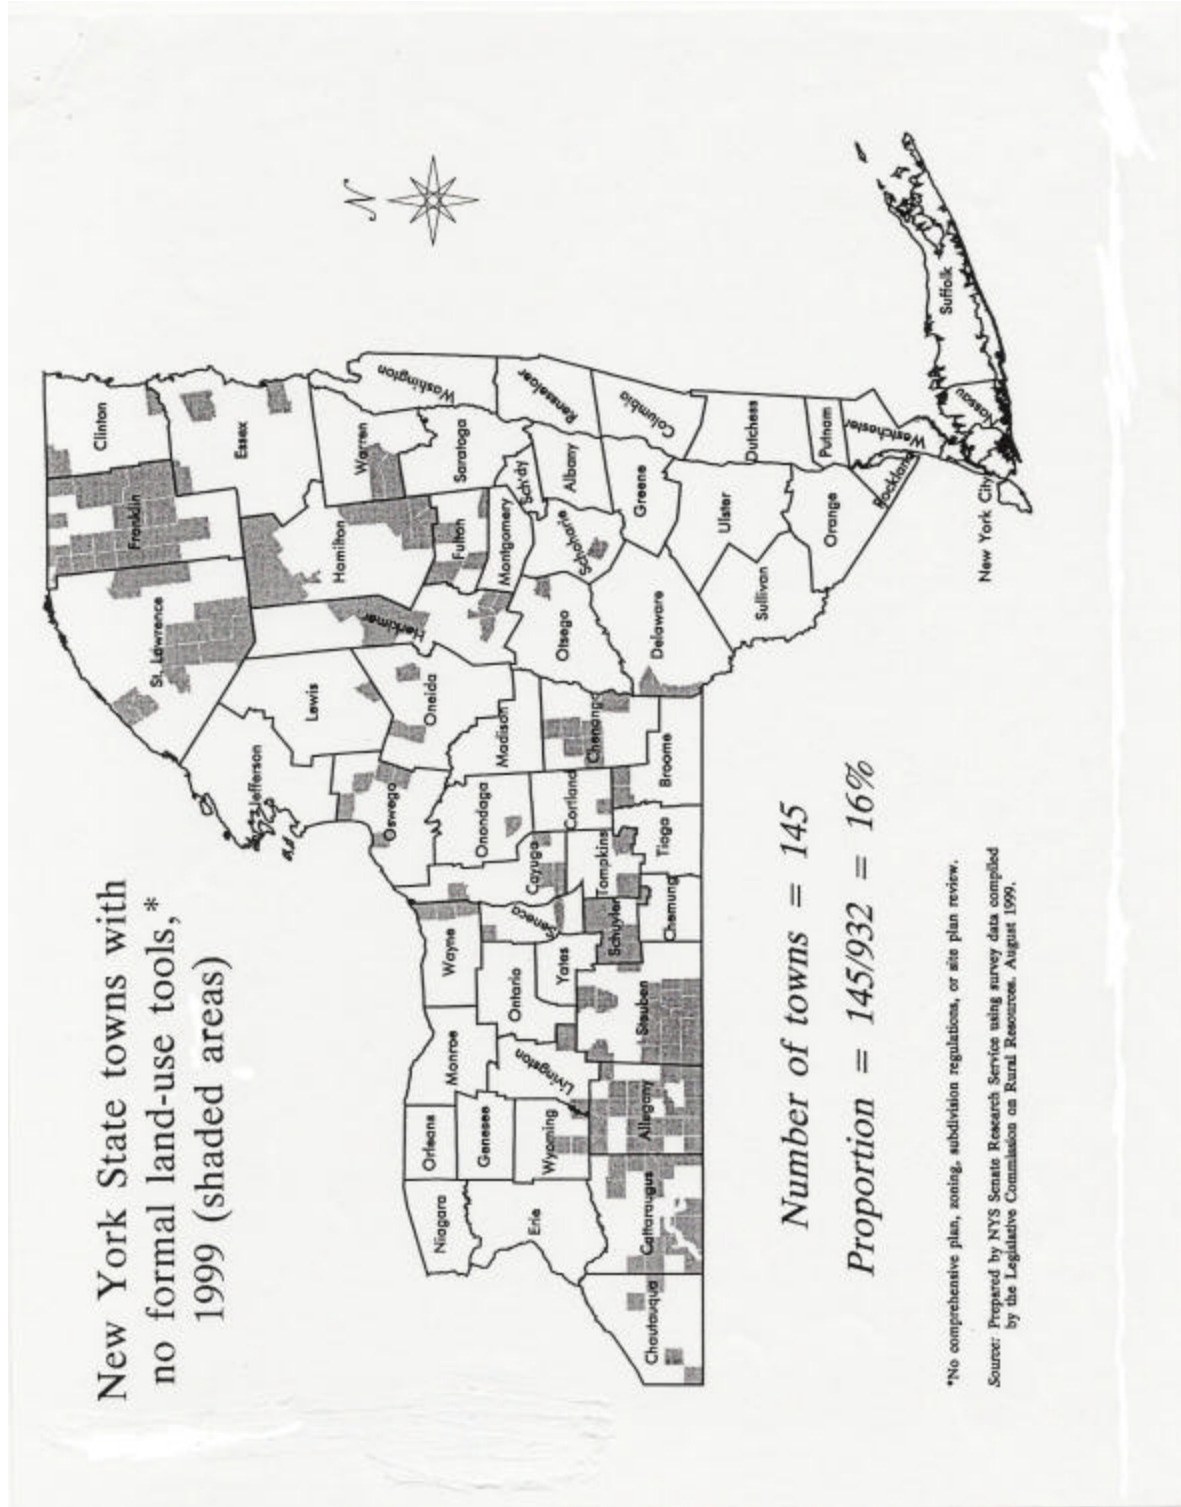 New York State towns with
no formal land-use tools,*
1999 (shaded areas)
N
Clinton
Franklin
St. Lawrence
Essex
Jefferson
Lewis
Hamilton
Herkimer
Warren
Washington
Oswego
Oneida
Fulton
Saratoga
Niagara
Orleans
Monroe
Wayne
Cayuga
Onondaga
Madison
Montgomery
Sch'dy
Rensselaer
Genesee
Ontario
Seneca
Erie
Wyoming
Livingston
Yates
Cortland
Chenango
Otsego
Schoharie
Albany
Tompkins
Schuyler
Chautauqua
Cattaraugus
Allegany
Steuben
Chemung
Tioga
Broome
Delaware
Greene
Columbia
Ulster
Dutchess
Sullivan
Orange
Putnam
Rockland
Westchester
New York City
Nassau
Suffolk
Number of towns = 145
Proportion = 145/932 = 16%
*No comprehensive plan, zoning, subdivision regulations, or site plan review.
Source: Prepared by NYS Senate Research Service using survey data compiled
by the Legislative Commission on Rural Resources. August 1999.